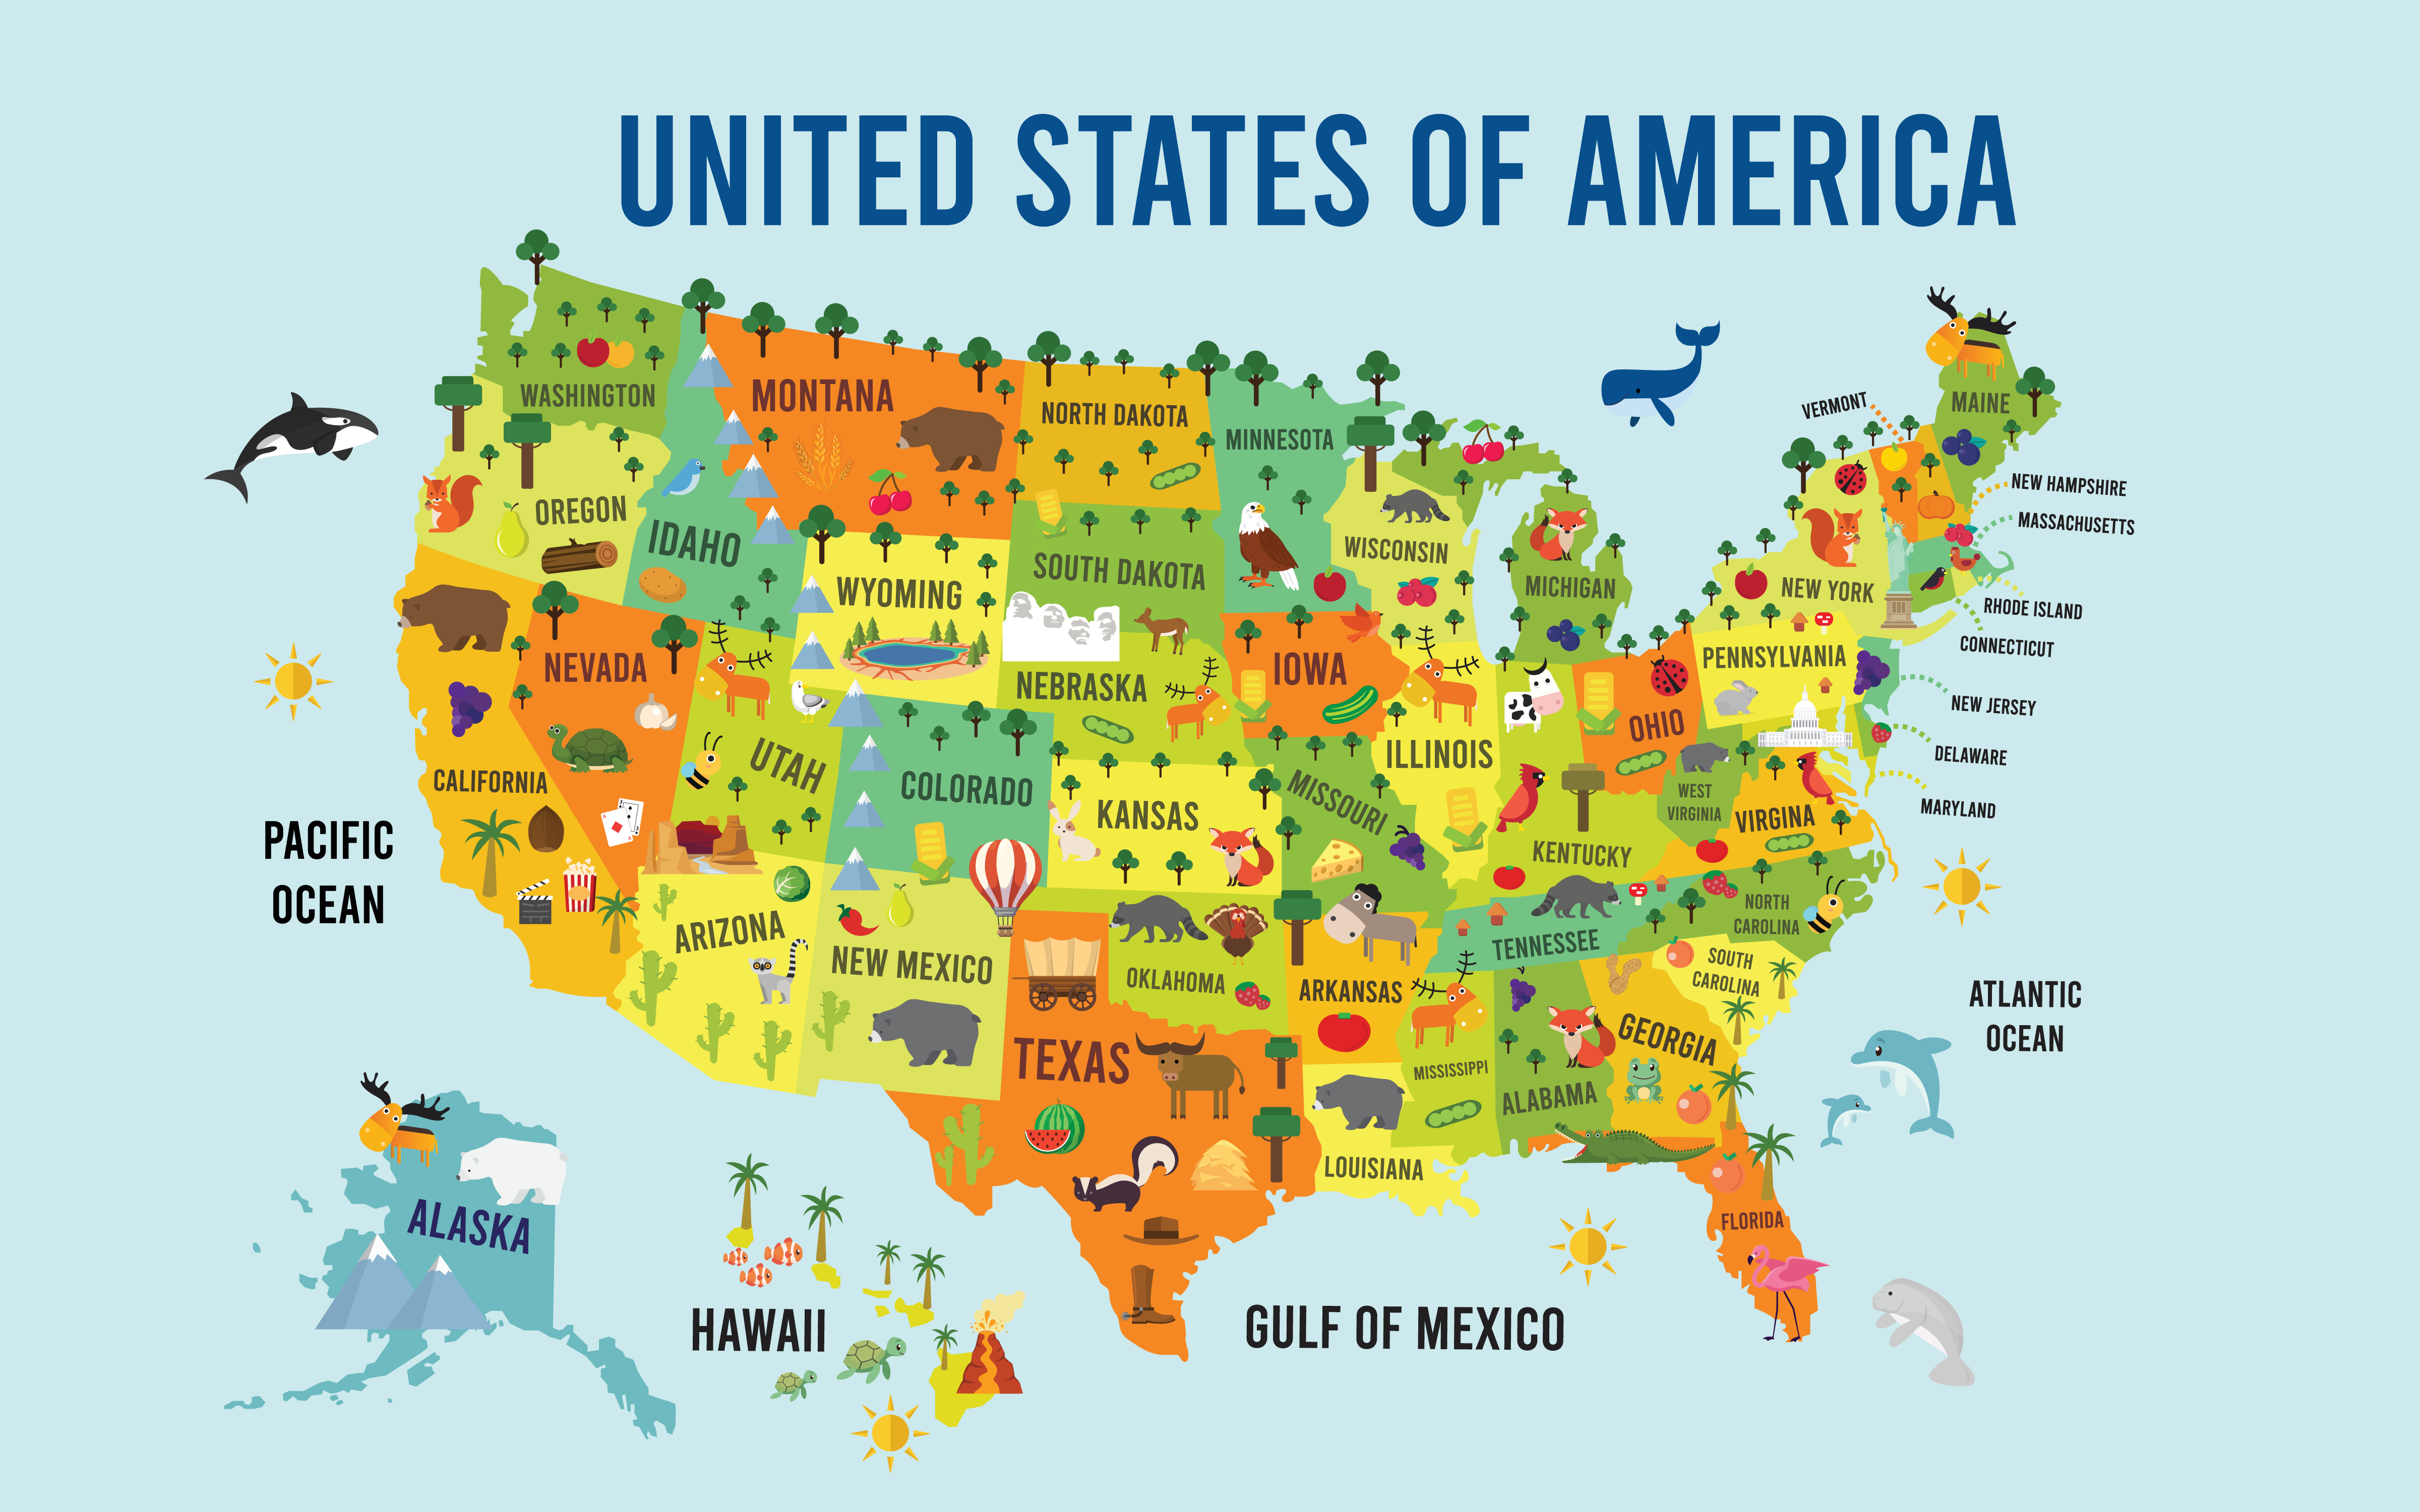 UNITED STATES OF AMERICA
WASHINGTON
MONTANA
NORTH DAKOTA
MINNESOTA
VERMONT
MAINE
NEW HAMPSHIRE
MASSACHUSETTS
OREGON
IDAHO
WYOMING
SOUTH DAKOTA
WISCONSIN
MICHIGAN
NEW YORK
RHODE ISLAND
CONNECTICUT
NEVADA
NEBRASKA
IOWA
PENNSYLVANIA
NEW JERSEY
CALIFORNIA
UTAH
COLORADO
KANSAS
MISSOURI
ILLINOIS
OHIO
DELAWARE
WEST
VIRGINIA
VIRGINA
MARYLAND
PACIFIC
OCEAN
KENTUCKY
ARIZONA
NEW MEXICO
OKLAHOMA
ARKANSAS
TENNESSEE
NORTH
CAROLINA
SOUTH
CAROLINA
ATLANTIC
OCEAN
TEXAS
MISSISSIPPI
ALABAMA
GEORGIA
LOUISIANA
FLORIDA
ALASKA
HAWAII
GULF OF MEXICO